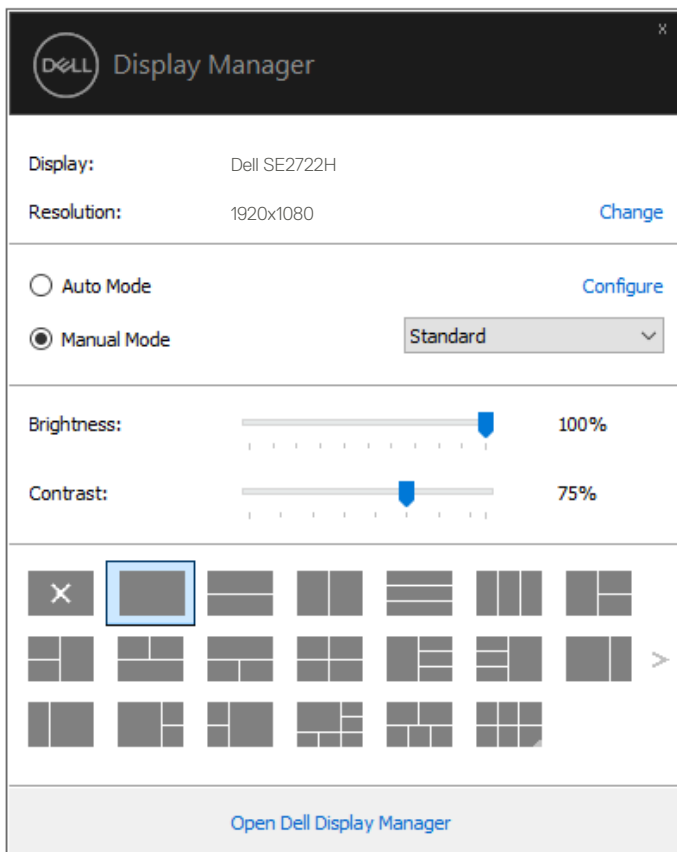 x
DELL Display Manager
Display: Dell SE2722H
Resolution: 1920x1080 Change
Auto Mode Configure
Manual Mode Standard
Brightness: 100%
Contrast: 75%
Open Dell Display Manager